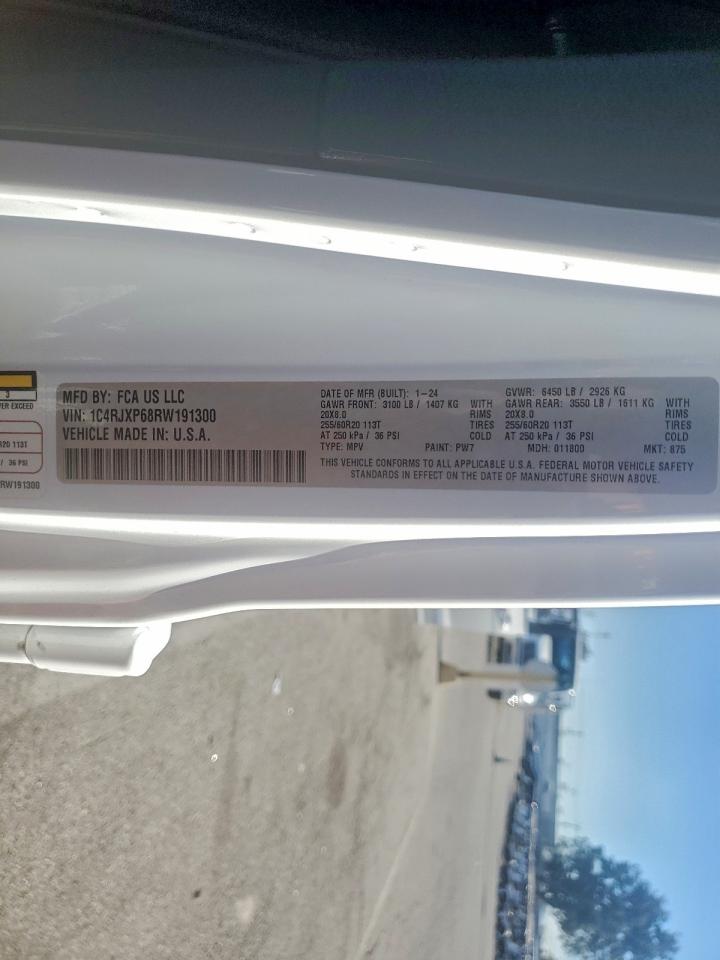 3
VER EXCEED
R20 113T
/ 36 PSI
RW191300
MFD BY: FCA US LLC
VIN: 1C4RJXP68RW191300
VEHICLE MADE IN: U.S.A.
DATE OF MFR (BUILT): 1-24 GVWR: 6450 LB / 2926 KG
GAWR FRONT: 3100 LB / 1407 KG WITH GAWR REAR: 3550 LB / 1611 KG WITH
20X8.0 RIMS 20X8.0 RIMS
255/60R20 113T TIRES 255/60R20 113T TIRES
AT 250 kPa / 36 PSI COLD AT 250 kPa / 36 PSI COLD
TYPE: MPV PAINT: PW7 MDH: 011800 MKT: 875
THIS VEHICLE CONFORMS TO ALL APPLICABLE U.S.A. FEDERAL MOTOR VEHICLE SAFETY
STANDARDS IN EFFECT ON THE DATE OF MANUFACTURE SHOWN ABOVE.